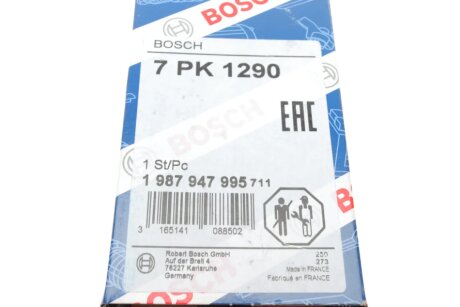 BOSCH
BOSCH
7 PK 1290
BOSCH
EAC
1 St/Pc
1 987 947 995 711
3 165141 088502
Robert Bosch GmbH
Auf der Breit 4
76227 Karlsruhe
Germany
250
273
Made in FRANCE
Fabriqué en FRANCE
BOSCH